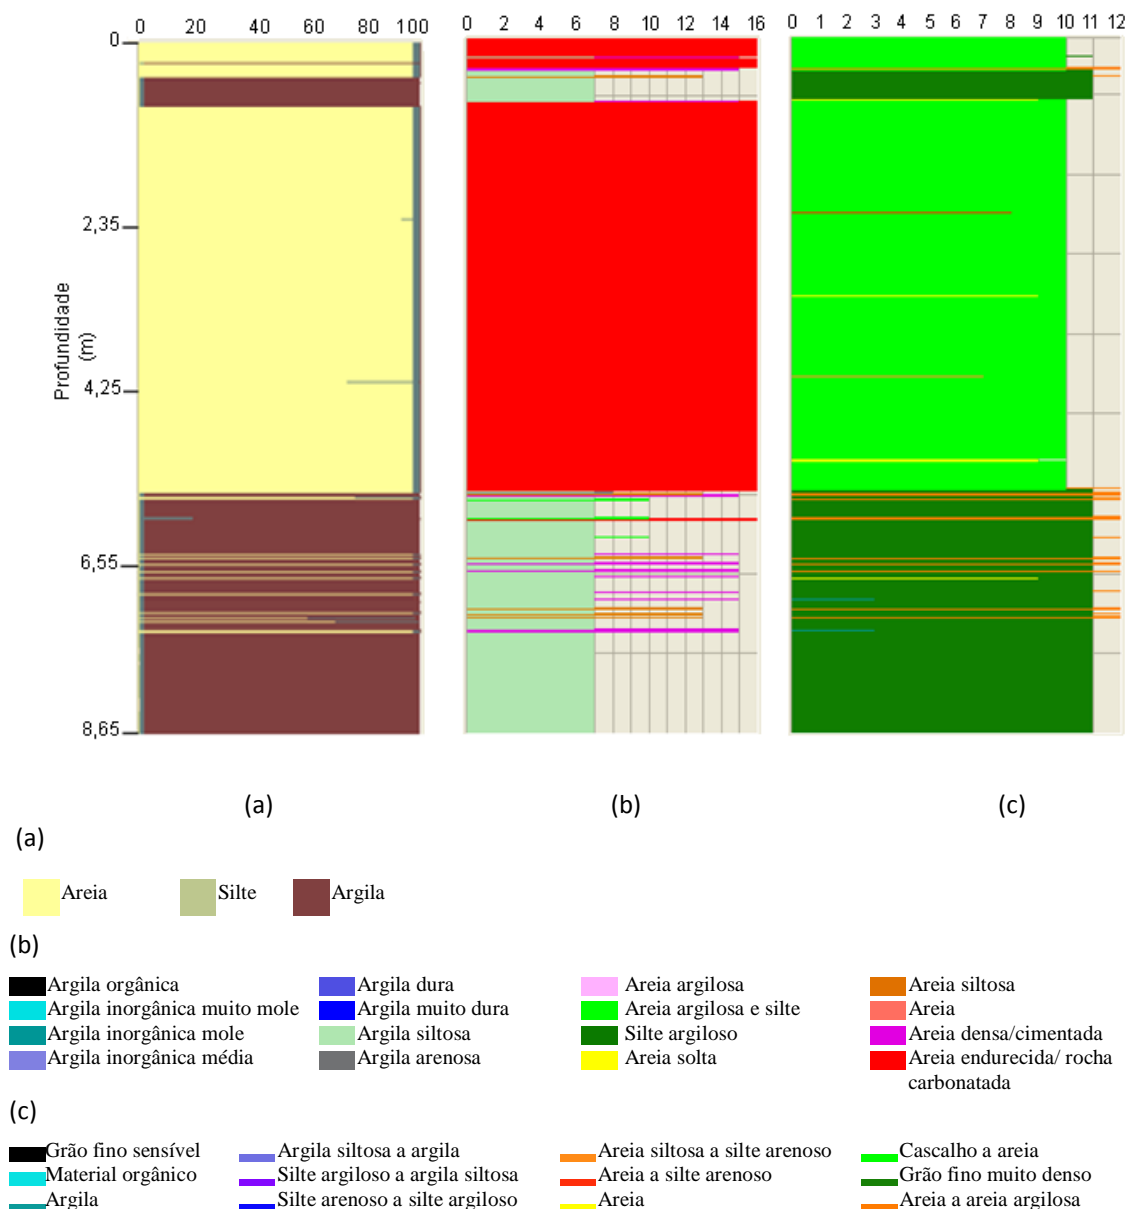 0 20 40 60 80 100
0 2 4 6 8 10 12 14 16
0 1 2 3 4 5 6 7 8 9 10 11 12
0
2,35
4,25
6,55
8,65
Profundidade
(m)
(a) (b) (c)
(a)
Areia Silte Argila
(b)
Argila orgânica Argila dura Areia argilosa Areia siltosa
Argila inorgânica muito mole Argila muito dura Areia argilosa e silte Areia
Argila inorgânica mole Argila siltosa Silte argiloso Areia densa/cimentada
Argila inorgânica média Argila arenosa Areia solta Areia endurecida/ rocha
carbonatada
(c)
Grão fino sensível Argila siltosa a argila Areia siltosa a silte arenoso Cascalho a areia
Material orgânico Silte argiloso a argila siltosa Areia a silte arenoso Grão fino muito denso
Argila Silte arenoso a silte argiloso Areia Areia a areia argilosa